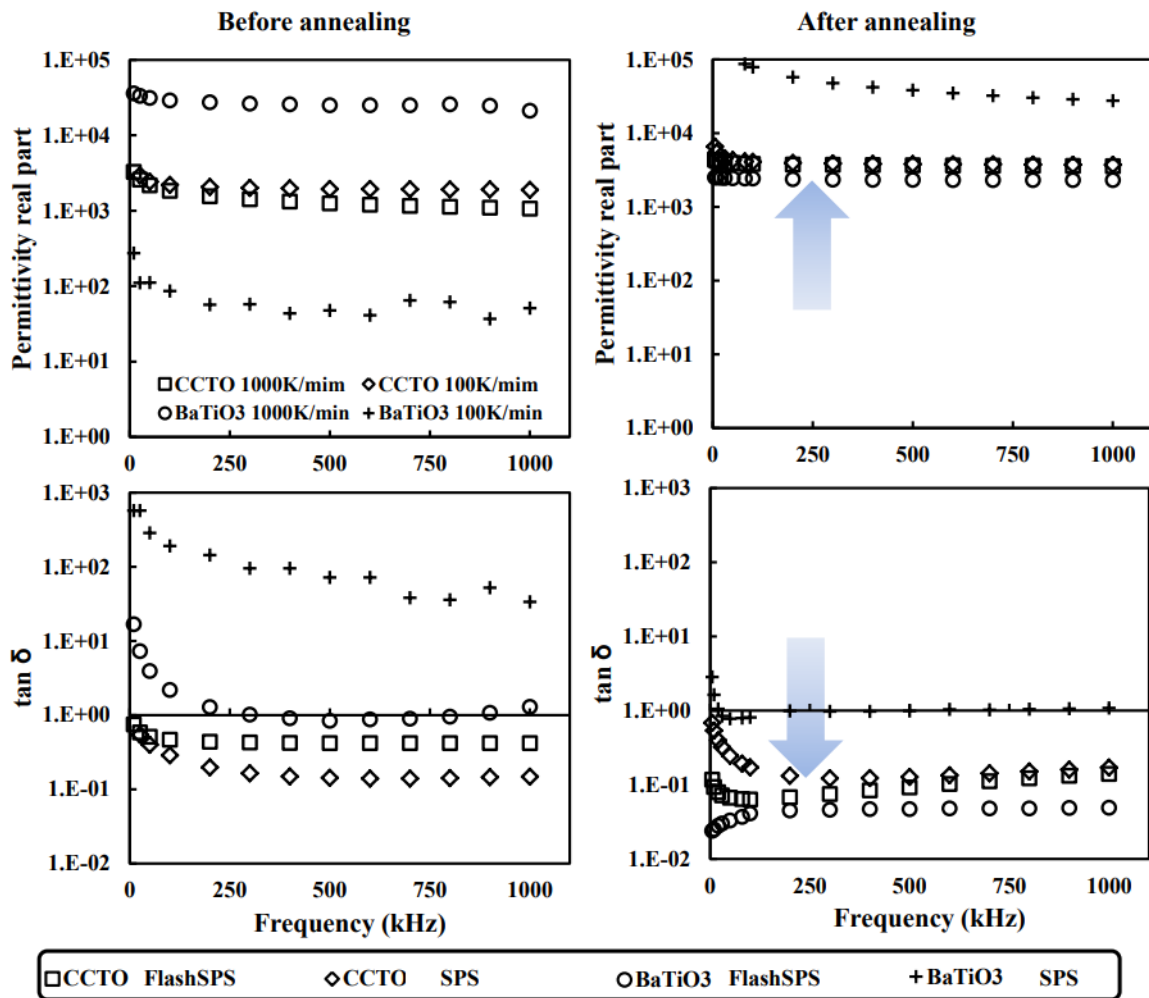 Before annealing
After annealing
Permittivity real part
1.E+05
1.E+04
1.E+03
1.E+02
1.E+01
1.E+00
CCTO 1000K/mim
CCTO 100K/mim
BaTiO3 1000K/min
BaTiO3 100K/min
0 250 500 750 1000
Permittivity real part
1.E+05
1.E+04
1.E+03
1.E+02
1.E+01
1.E+00
0 250 500 750 1000
tan δ
1.E+03
1.E+02
1.E+01
1.E+00
1.E-01
1.E-02
0 250 500 750 1000
Frequency (kHz)
tan δ
1.E+03
1.E+02
1.E+01
1.E+00
1.E-01
1.E-02
0 250 500 750 1000
Frequency (kHz)
CCTO FlashSPS CCTO SPS BaTiO3 FlashSPS BaTiO3 SPS